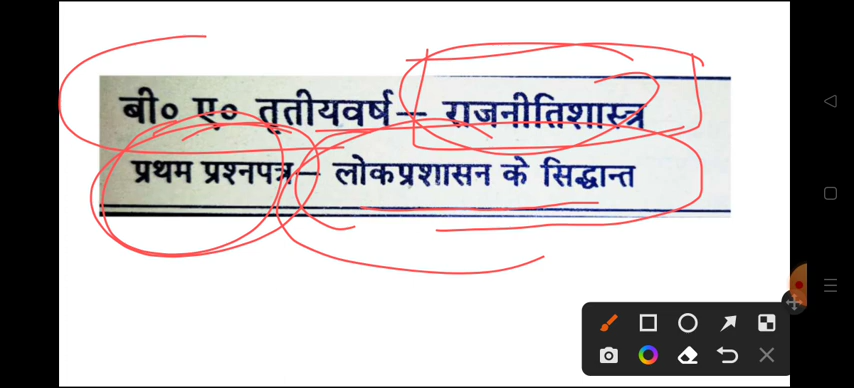 बी० ए० तृतीयवर्ष— राजनीतिशास्त्र
प्रथम प्रश्नपत्र— लोकप्रशासन के सिद्धान्त